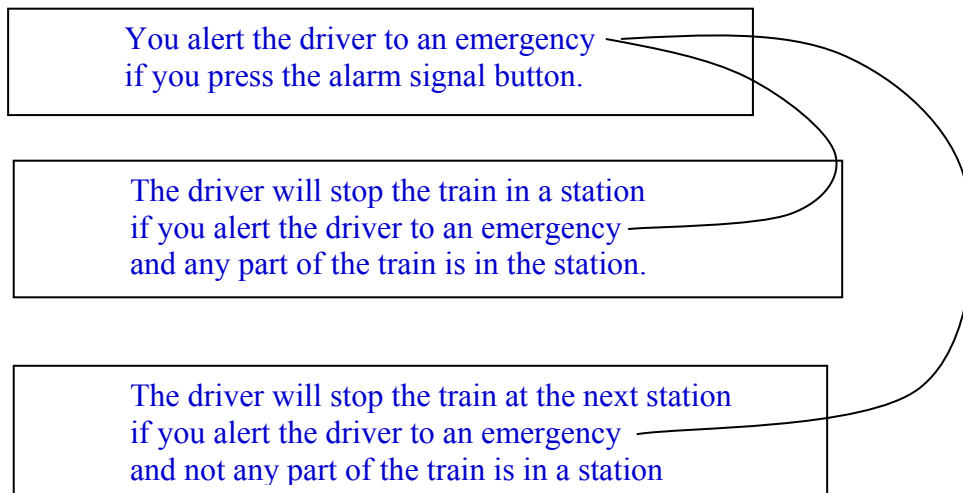 You alert the driver to an emergency
if you press the alarm signal button.
The driver will stop the train in a station
if you alert the driver to an emergency
and any part of the train is in the station.
The driver will stop the train at the next station
if you alert the driver to an emergency
and not any part of the train is in a station